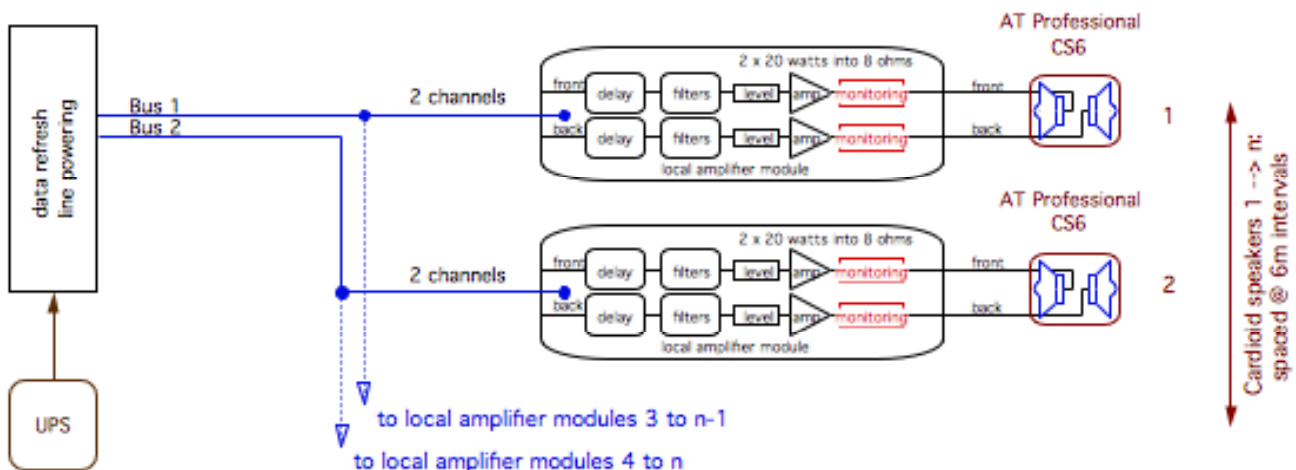 data refresh
line powering
UPS
Bus 1
Bus 2
2 channels
2 x 20 watts into 8 ohms
front
delay
filters
level
amp
monitoring
front
back
delay
filters
level
amp
monitoring
back
local amplifier module
AT Professional
CS6
1
2 channels
2 x 20 watts into 8 ohms
front
delay
filters
level
amp
monitoring
front
back
delay
filters
level
amp
monitoring
back
local amplifier module
AT Professional
CS6
2
Cardioid speakers 1 --> n:
spaced @ 6m intervals
to local amplifier modules 3 to n-1
to local amplifier modules 4 to n